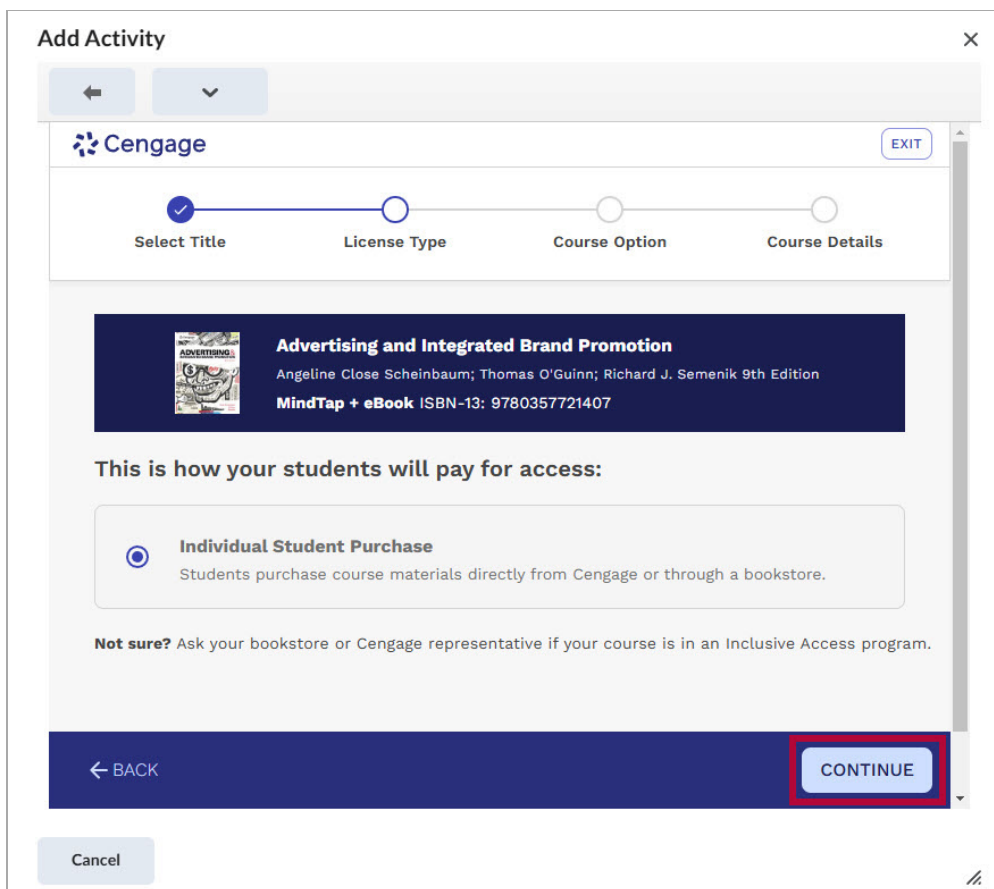 Add Activity
Cengage
EXIT
Select Title
License Type
Course Option
Course Details
ADVERTISING&
Advertising and Integrated Brand Promotion
Angeline Close Scheinbaum; Thomas O'Guinn; Richard J. Semenik 9th Edition
MindTap + eBook ISBN-13: 9780357721407
This is how your students will pay for access:
Individual Student Purchase
Students purchase course materials directly from Cengage or through a bookstore.
Not sure? Ask your bookstore or Cengage representative if your course is in an Inclusive Access program.
BACK
CONTINUE
Cancel